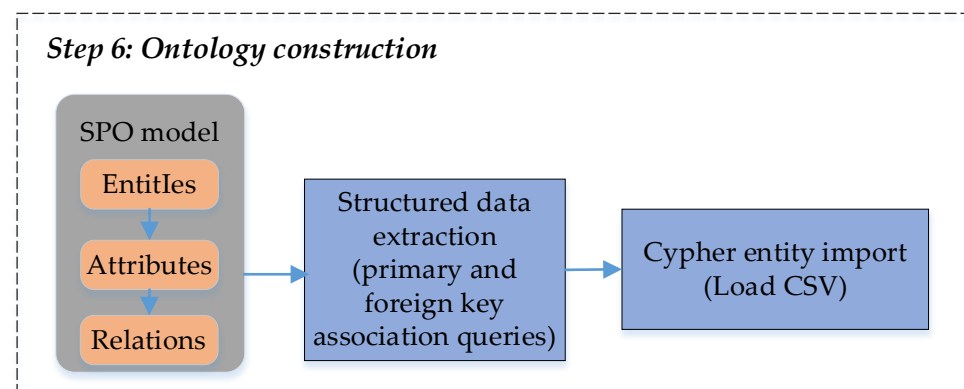 Step 6: Ontology construction
SPO model
EntitIes
Attributes
Relations
Structured data
extraction
(primary and
foreign key
association queries)
Cypher entity import
(Load CSV)